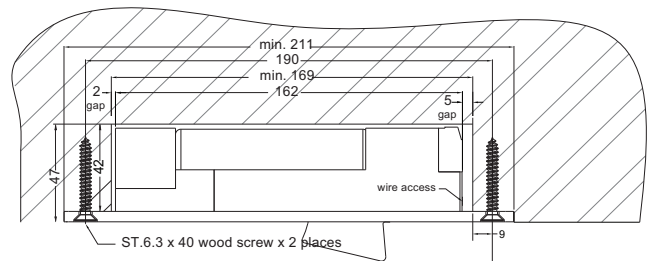 min. 211
190
min. 169
2
162
5
gap
gap
47
42
wire access
9
ST.6.3 x 40 wood screw x 2 places